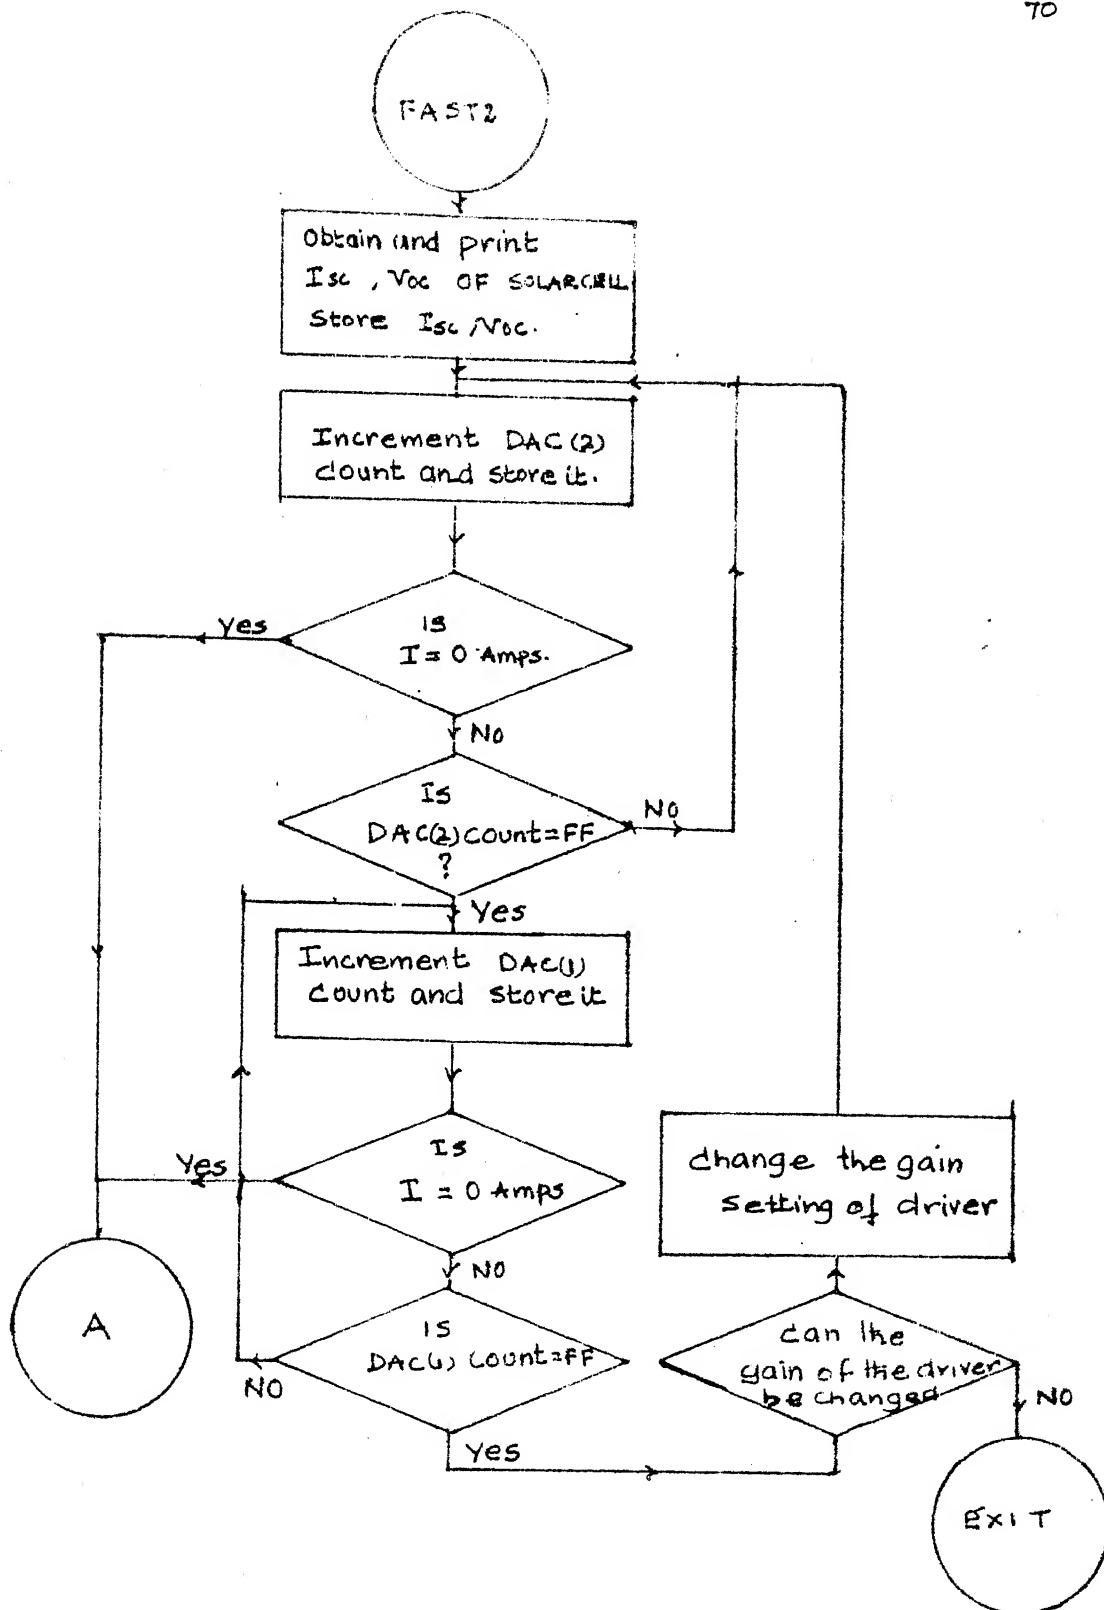 70
FAST2
Obtain and print
Isc , Voc OF SOLARCELL
Store Isc, Voc.
Increment DAC(2)
count and store it.
is
I = 0 Amps.
Yes
No
Is
DAC(2) count=FF
?
No
Yes
Increment DAC(1)
count and store it
Is
I = 0 Amps
Yes
NO
change the gain
setting of driver
A
is
DAC(1) count=FF
NO
Yes
can the
gain of the driver
be changed
NO
EXIT